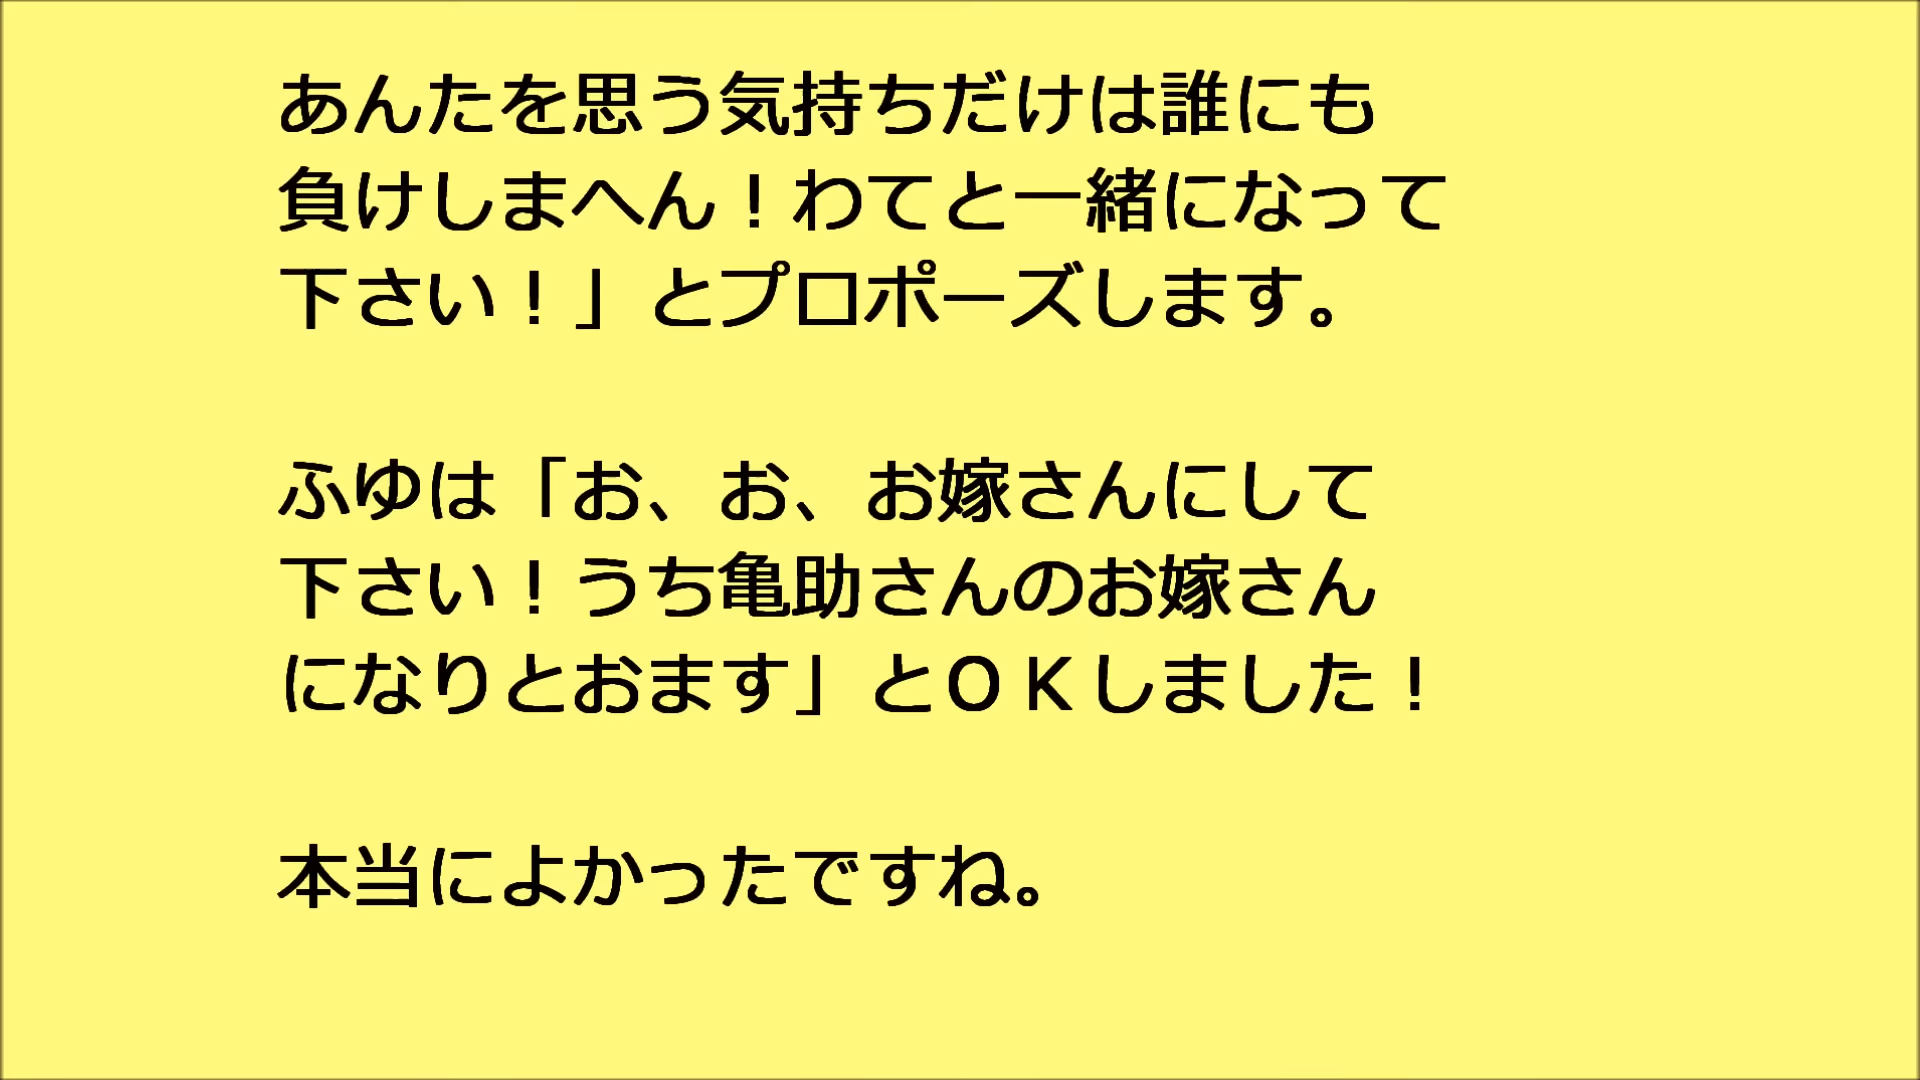 あんたを思う気持ちだけは誰にも
負けしまへん！わてと一緒になって
下さい！」とプロポーズします。
ふゆは「お、お、お嫁さんにして
下さい！うち亀助さんのお嫁さん
になりとおます」とＯＫしました！
本当によかったですね。